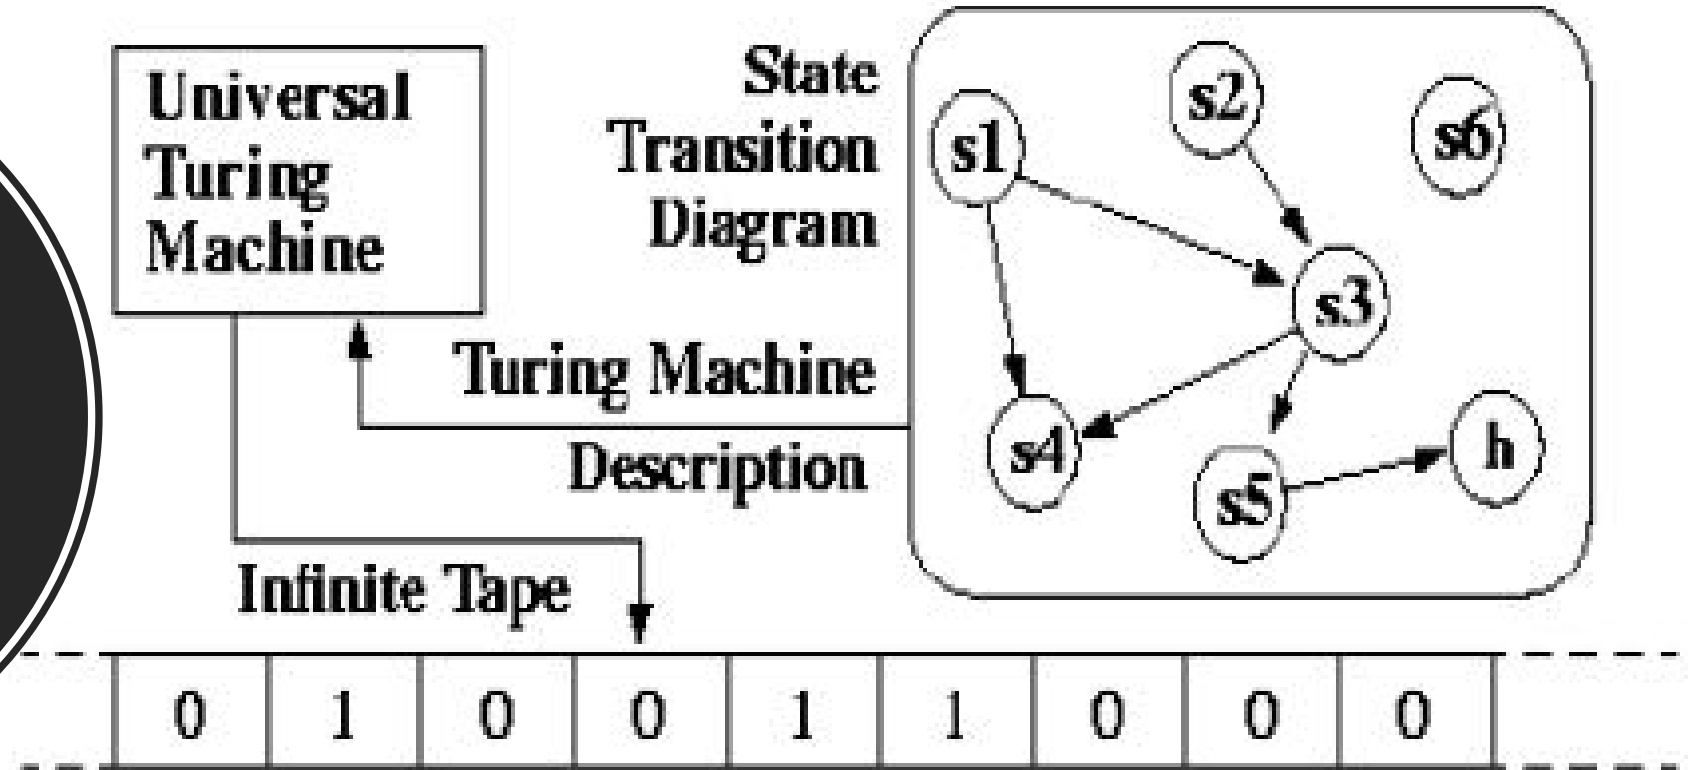 Universal
Turing
Machine
State
Transition
Diagram
s1
s2
s6
s3
s4
s5
h
Turing Machine
Description
Infinite Tape
0 1 0 0 1 1 0 0 0